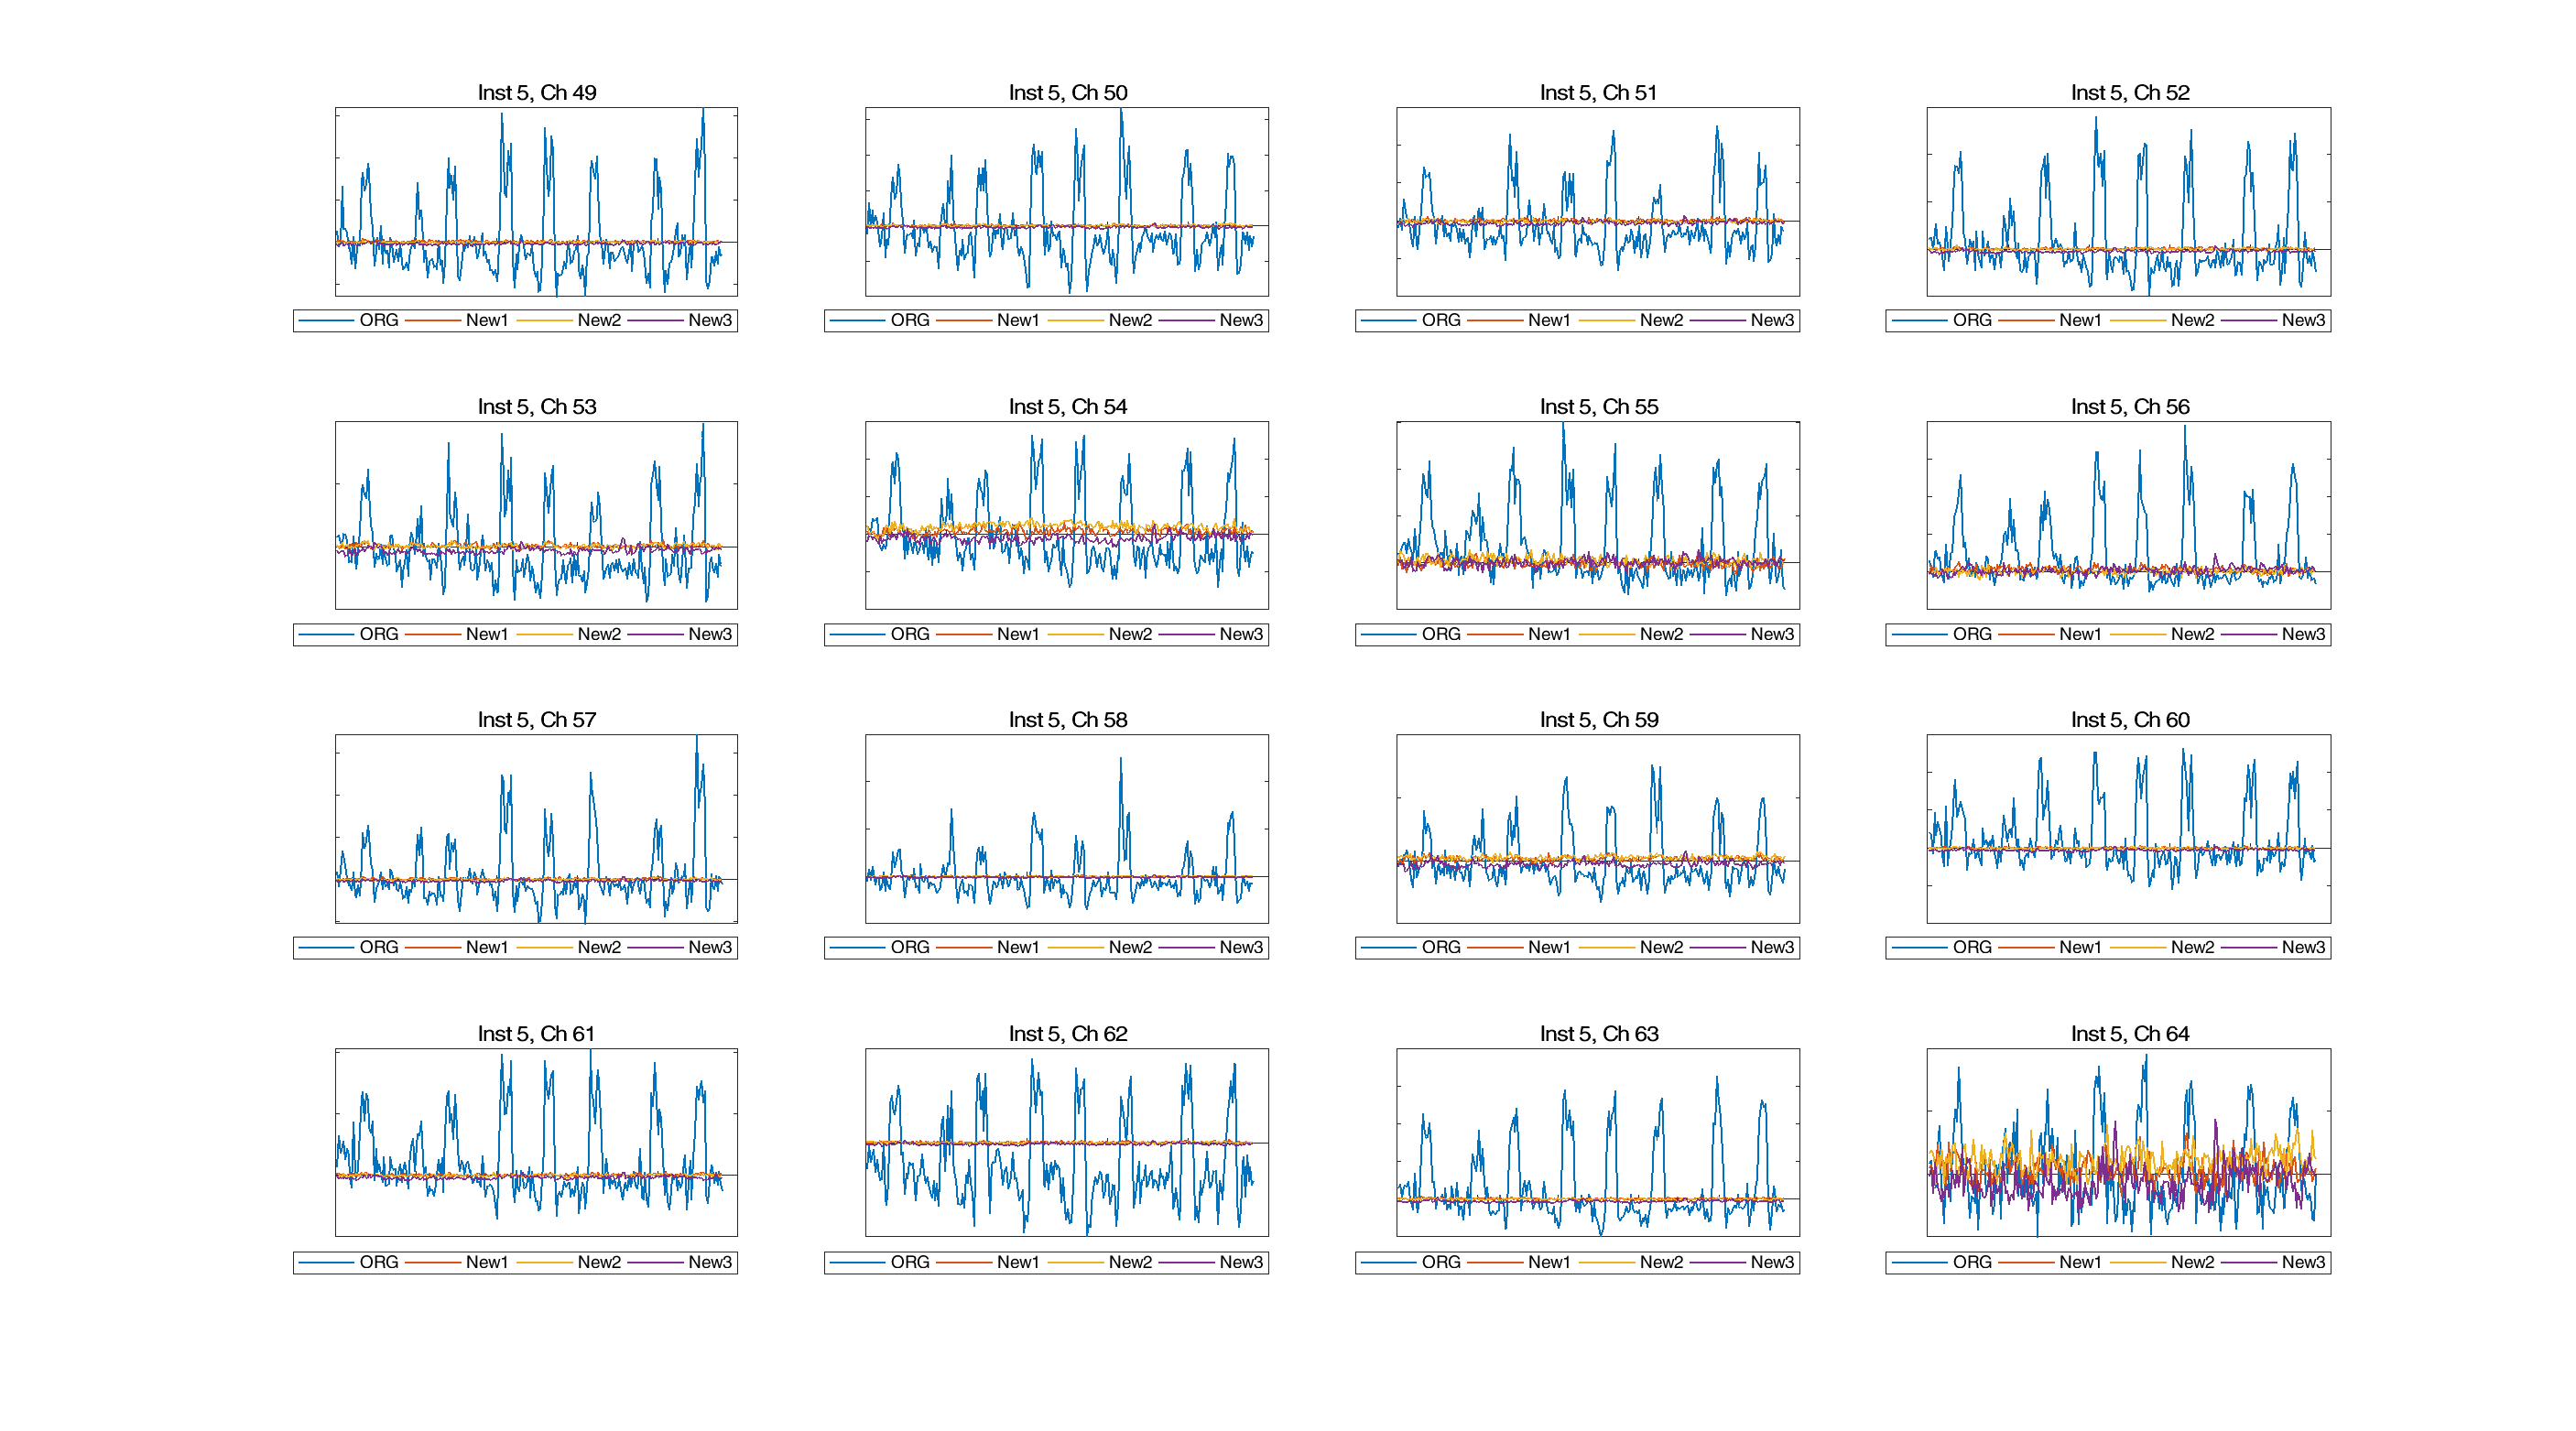 Inst 5, Ch 49
ORG New1 New2 New3
Inst 5, Ch 50
ORG New1 New2 New3
Inst 5, Ch 51
ORG New1 New2 New3
Inst 5, Ch 52
ORG New1 New2 New3
Inst 5, Ch 53
ORG New1 New2 New3
Inst 5, Ch 54
ORG New1 New2 New3
Inst 5, Ch 55
ORG New1 New2 New3
Inst 5, Ch 56
ORG New1 New2 New3
Inst 5, Ch 57
ORG New1 New2 New3
Inst 5, Ch 58
ORG New1 New2 New3
Inst 5, Ch 59
ORG New1 New2 New3
Inst 5, Ch 60
ORG New1 New2 New3
Inst 5, Ch 61
ORG New1 New2 New3
Inst 5, Ch 62
ORG New1 New2 New3
Inst 5, Ch 63
ORG New1 New2 New3
Inst 5, Ch 64
ORG New1 New2 New3